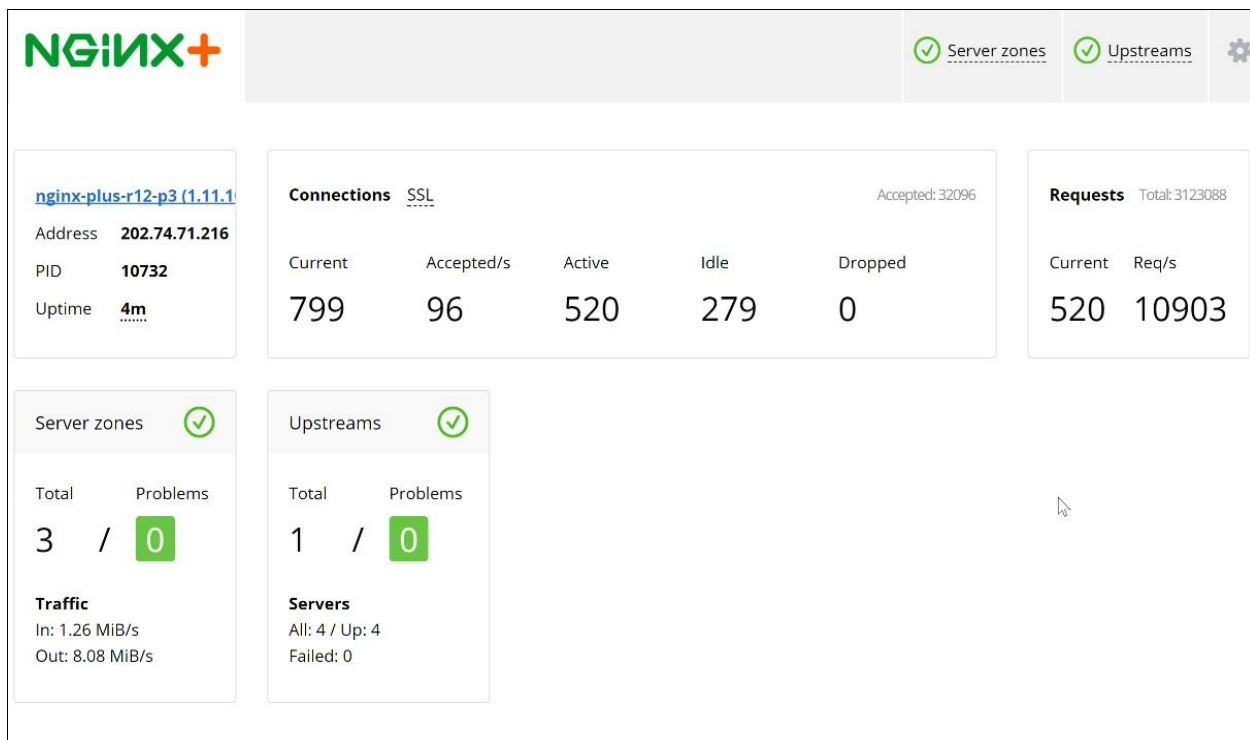 NGiNX+
Server zones
Upstreams
nginx-plus-r12-p3 (1.11.1
Address 202.74.71.216
PID 10732
Uptime 4m
Connections SSL Accepted: 32096
Current Accepted/s Active Idle Dropped
799 96 520 279 0
Requests Total: 3123088
Current Req/s
520 10903
Server zones
Total Problems
3 / 0
Traffic
In: 1.26 MiB/s
Out: 8.08 MiB/s
Upstreams
Total Problems
1 / 0
Servers
All: 4 / Up: 4
Failed: 0